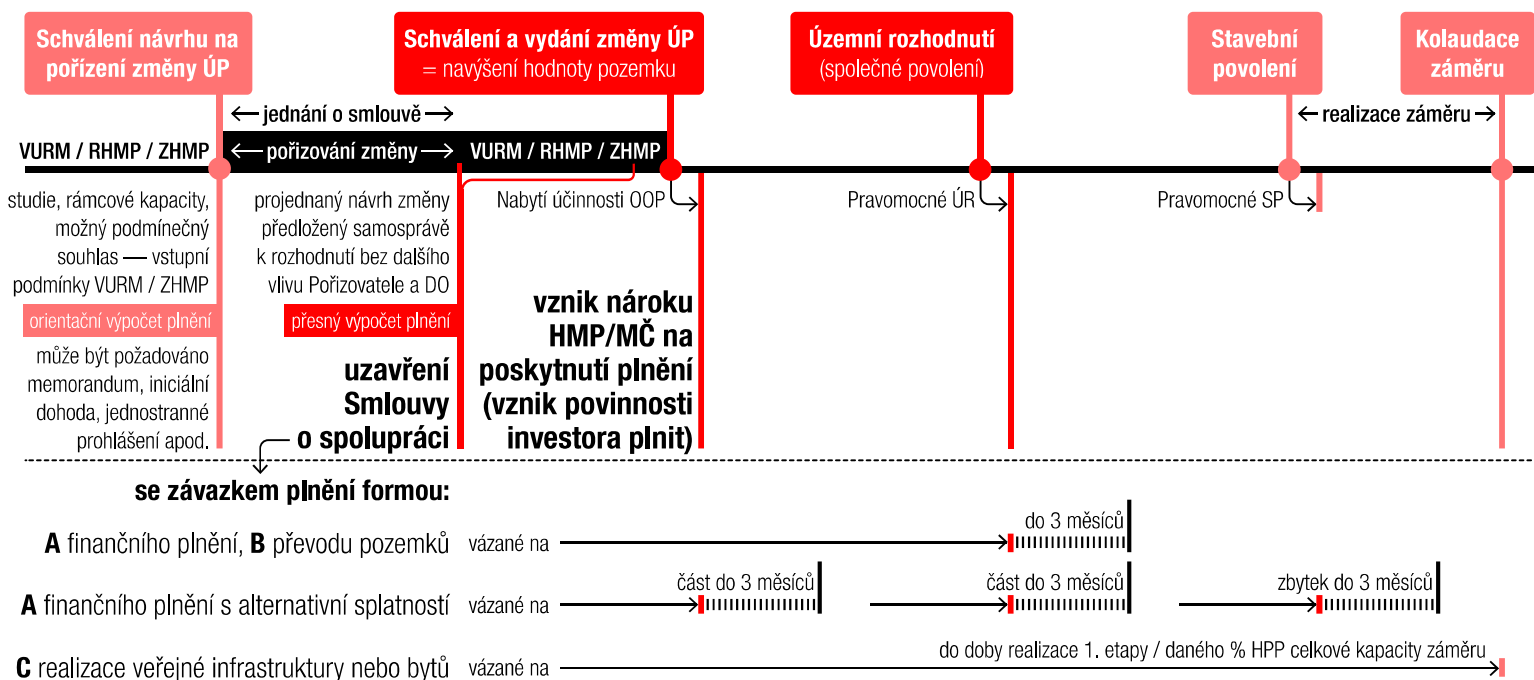 Schválení návrhu na
pořízení změny ÚP
Schválení a vydání změny ÚP
= navýšení hodnoty pozemku
Územní rozhodnutí
(společné povolení)
Stavební
povolení
Kolaudace
záměru
jednání o smlouvě
realizace záměru
VURM / RHMP / ZHMP
pořizování změny
VURM / RHMP / ZHMP
studie, rámcové kapacity,
možný podmínečný
souhlas — vstupní
podmínky VURM / ZHMP
orientační výpočet plnění
může být požadováno
memorandum, iniciální
dohoda, jednostranné
prohlášení apod.
projednaný návrh změny
předložený samosprávě
k rozhodnutí bez dalšího
vlivu Pořizovatele a DO
přesný výpočet plnění
uzavření
Smlouvy
o spolupráci
Nabytí účinnosti OOP
vznik nároku
HMP/MČ na
poskytnutí plnění
(vznik povinnosti
investora plnit)
Pravomocné ÚR
Pravomocné SP
se závazkem plnění formou:
A finančního plnění, B převodu pozemků vázané na
do 3 měsíců
A finančního plnění s alternativní splatností vázané na
část do 3 měsíců
část do 3 měsíců
zbytek do 3 měsíců
C realizace veřejné infrastruktury nebo bytů vázané na
do doby realizace 1. etapy / daného % HPP celkové kapacity záměru